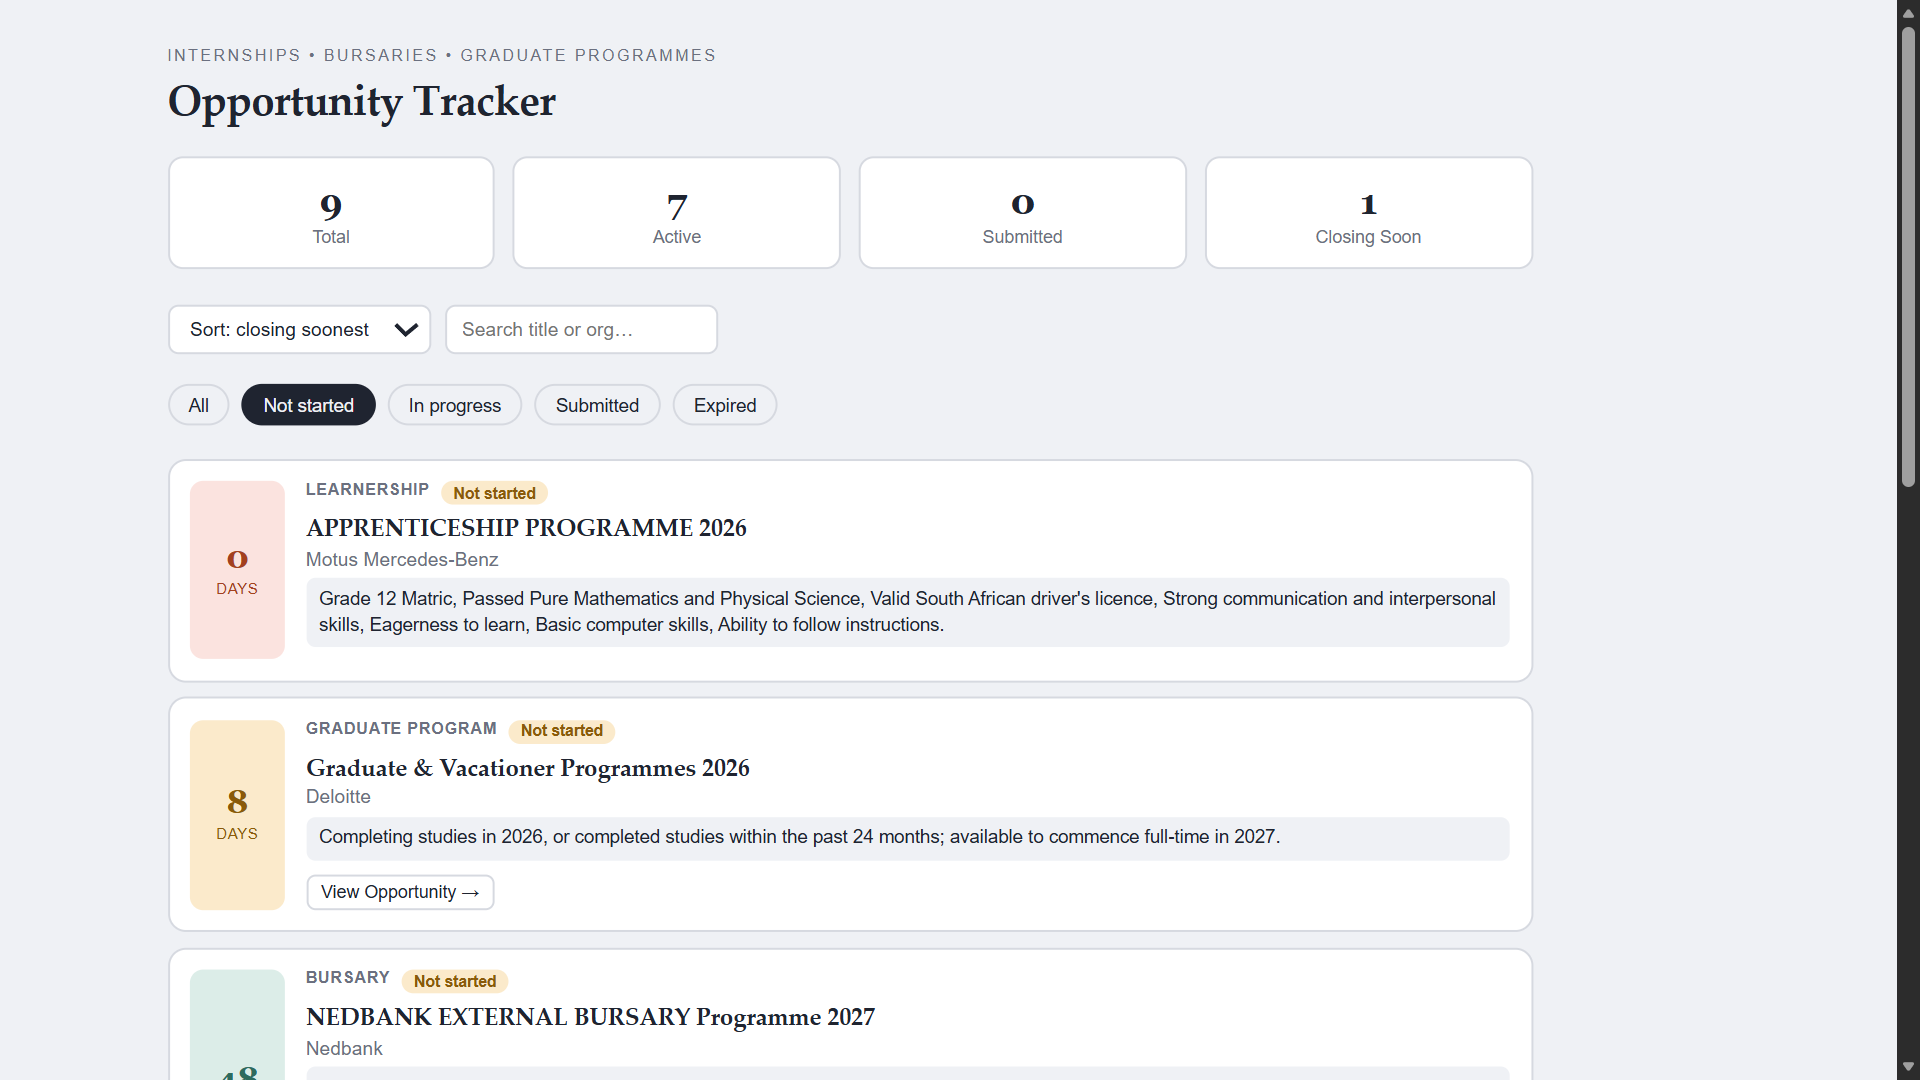 INTERNSHIPS • BURSARIES • GRADUATE PROGRAMMES
Opportunity Tracker
9
Total
7
Active
0
Submitted
1
Closing Soon
Sort: closing soonest
Search title or org…
All
Not started
In progress
Submitted
Expired
0
DAYS
LEARNERSHIP
Not started
APPRENTICESHIP PROGRAMME 2026
Motus Mercedes-Benz
Grade 12 Matric, Passed Pure Mathematics and Physical Science, Valid South African driver's licence, Strong communication and interpersonal
skills, Eagerness to learn, Basic computer skills, Ability to follow instructions.
8
DAYS
GRADUATE PROGRAM
Not started
Graduate & Vacationer Programmes 2026
Deloitte
Completing studies in 2026, or completed studies within the past 24 months; available to commence full-time in 2027.
View Opportunity →
48
BURSARY
Not started
NEDBANK EXTERNAL BURSARY Programme 2027
Nedbank